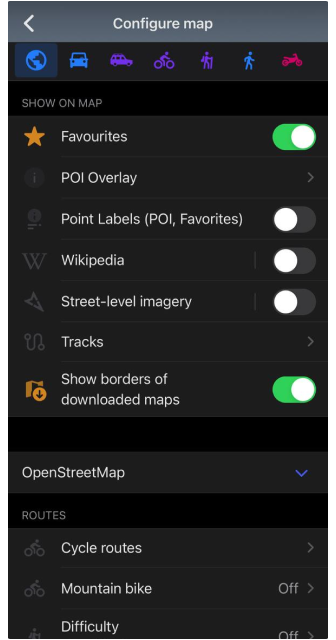 Configure map
SHOW ON MAP
Favourites
POI Overlay
Point Labels (POI, Favorites)
Wikipedia
Street-level imagery
Tracks
Show borders of
downloaded maps
OpenStreetMap
ROUTES
Cycle routes
Mountain bike Off
Difficulty
Off